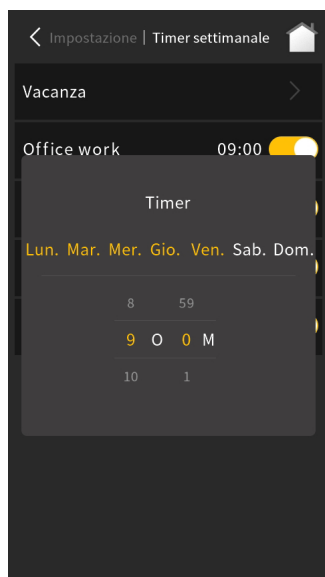 Impostazione | Timer settimanale
Vacanza
Office work 09:00
Timer
Lun. Mar. Mer. Gio. Ven. Sab. Dom.
8 59
9 O 0 M
10 1